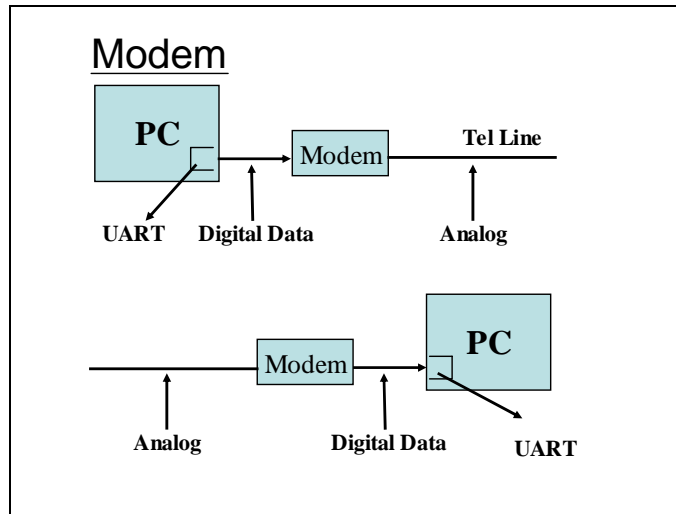 Modem
PC
Modem
Tel Line
UART
Digital Data
Analog
PC
Modem
Analog
Digital Data
UART